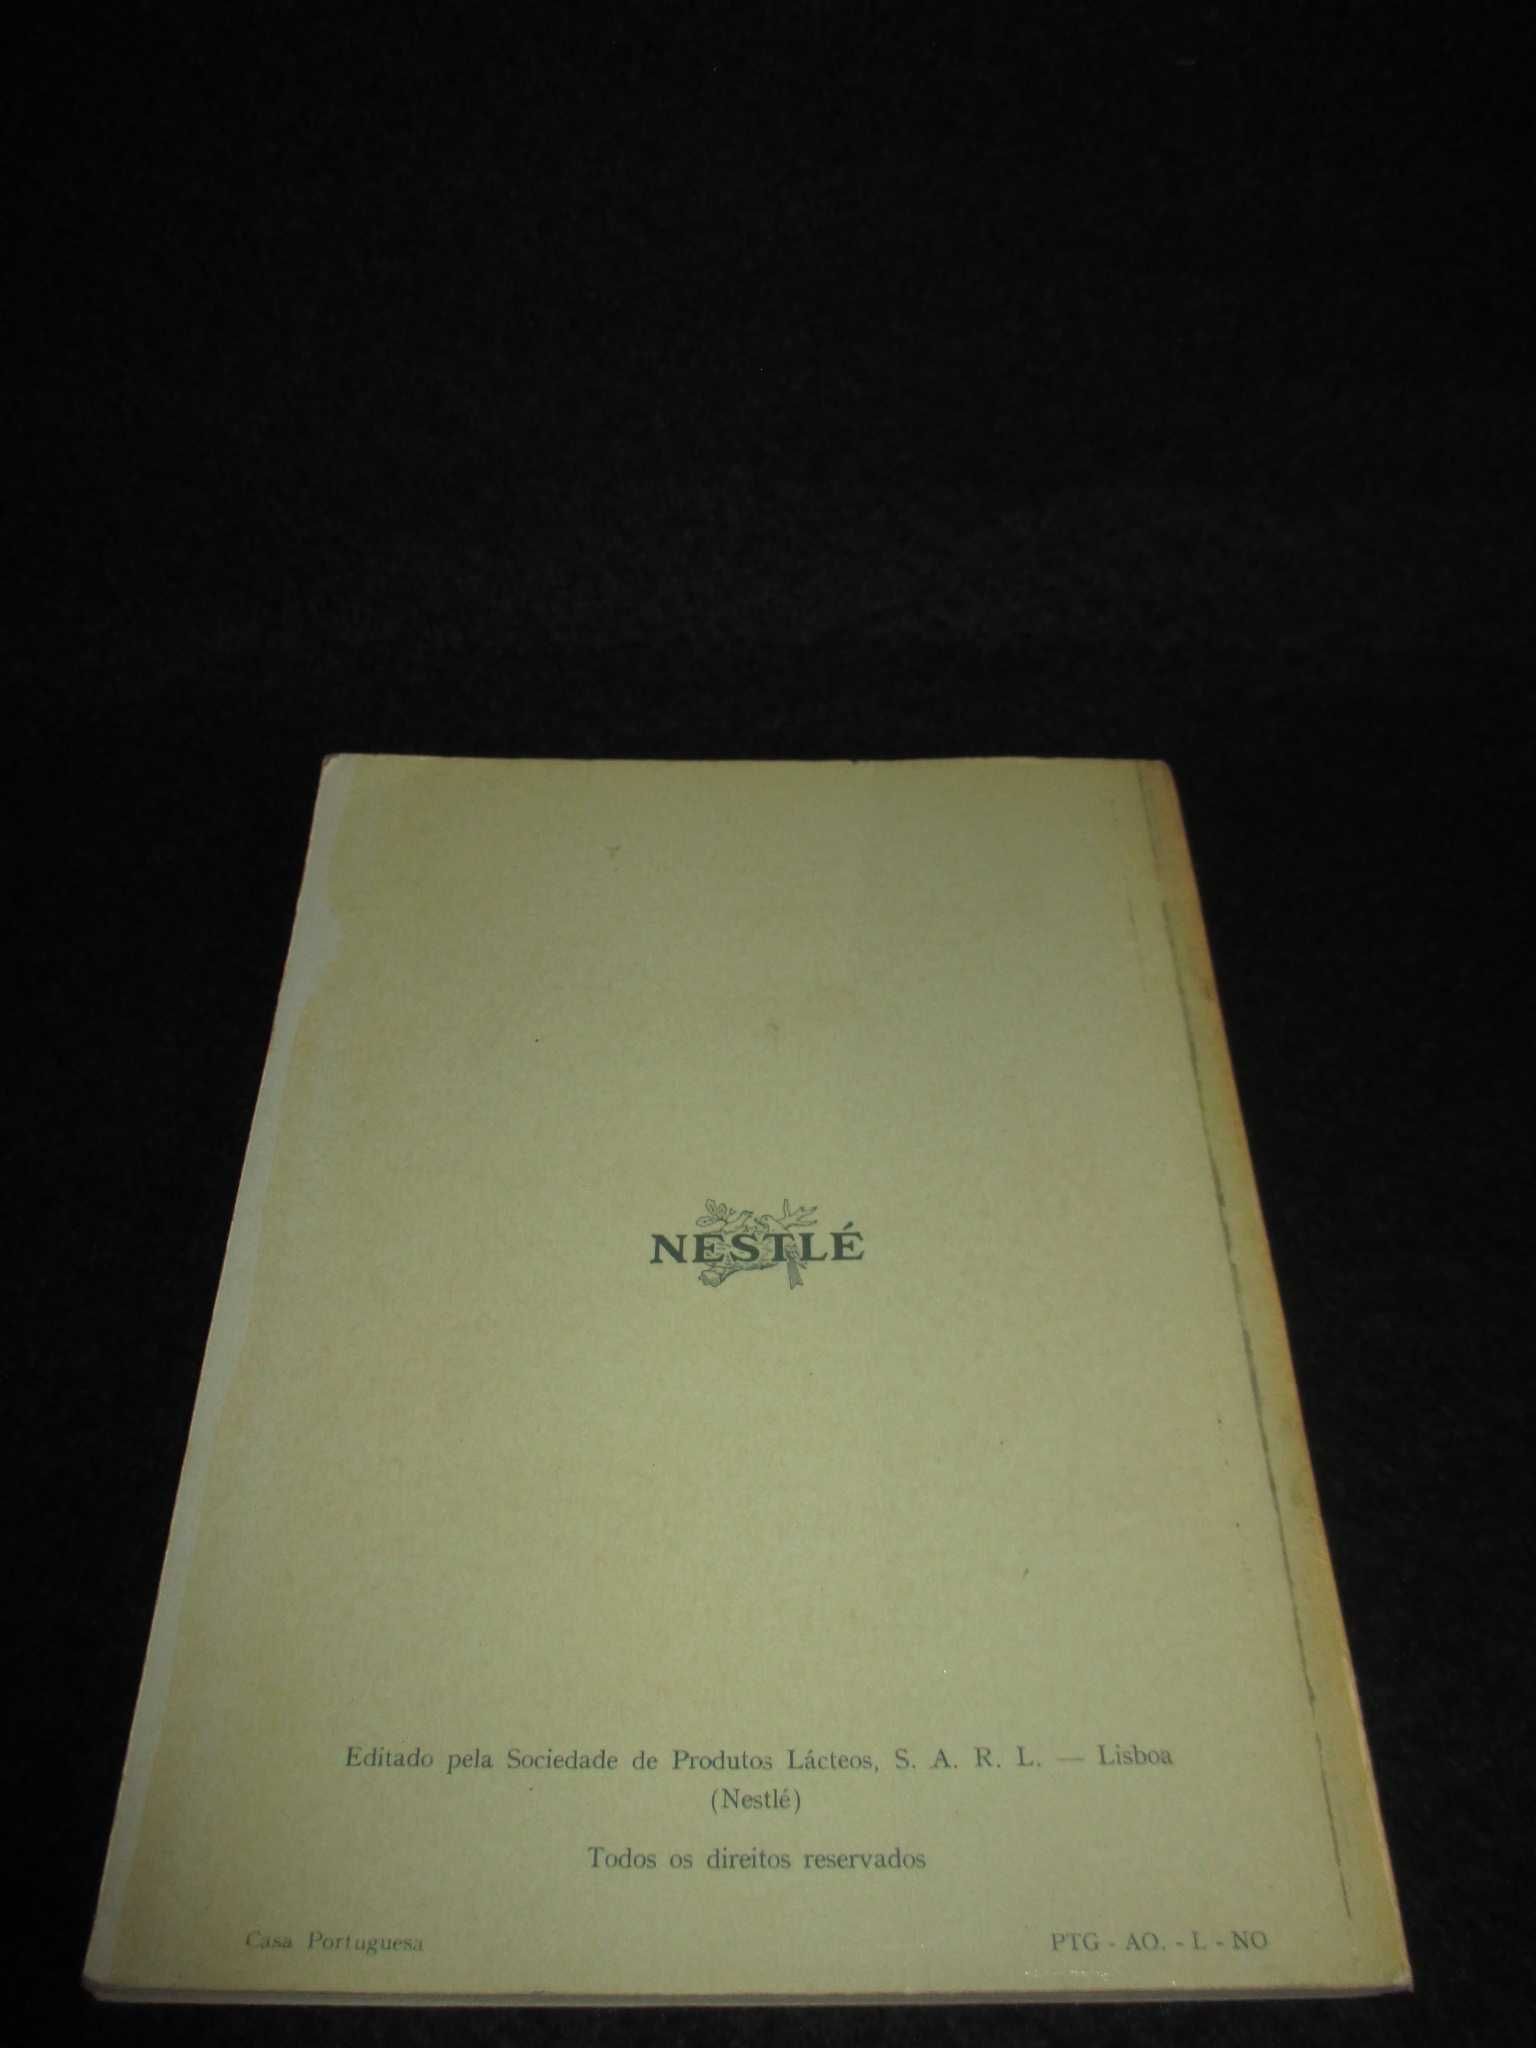 NESTLÉ
Editado pela Sociedade de Produtos Lácteos, S. A. R. L. — Lisboa
(Nestlé)
Todos os direitos reservados
Casa Portuguesa
PTG - AO. - L - NO